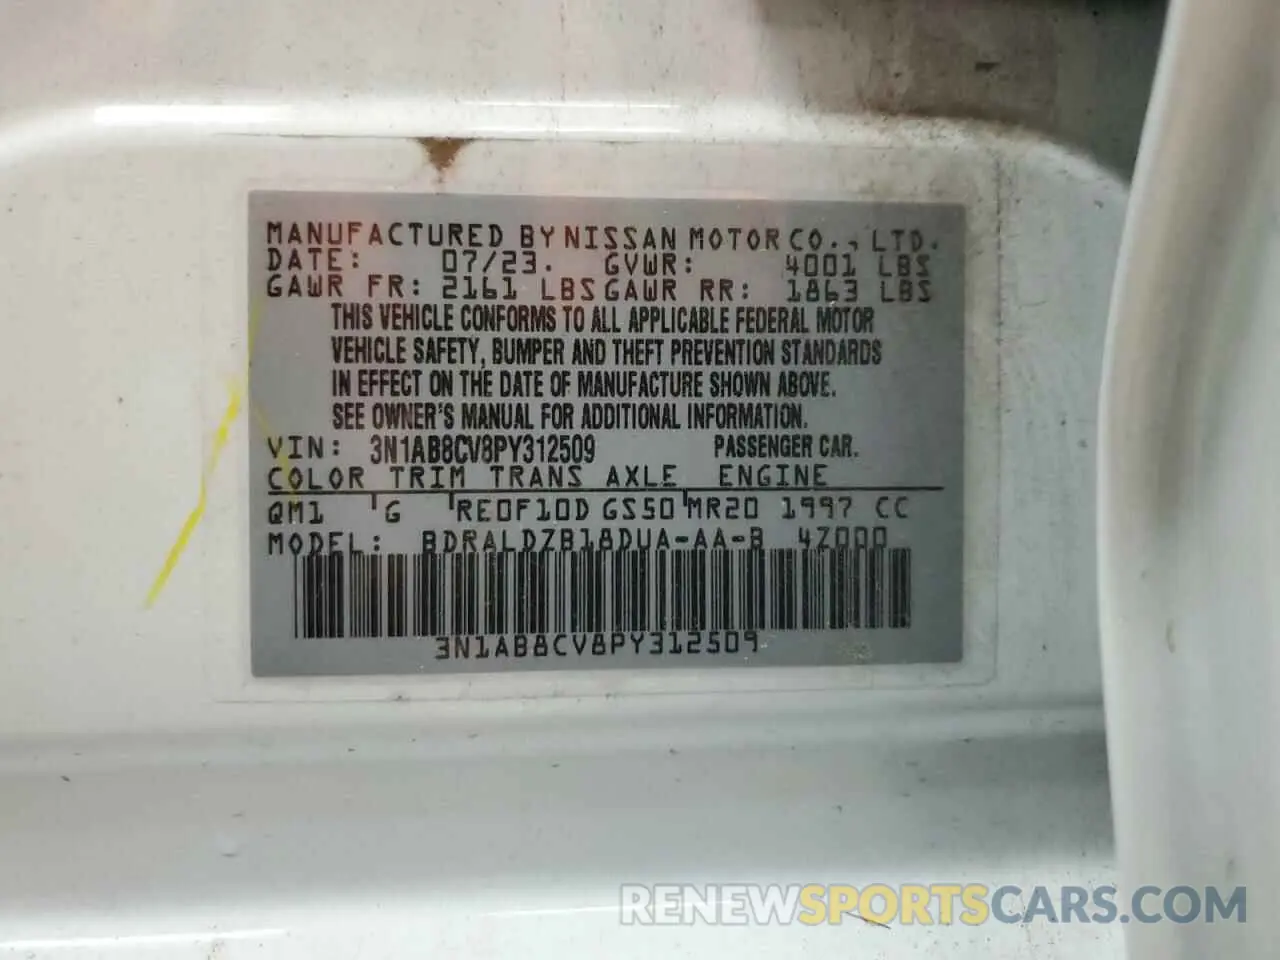 MANUFACTURED BY NISSAN MOTOR CO., LTD.
DATE: 07/23. GVWR: 4001 LBS
GAWR FR: 2161 LBS GAWR RR: 1863 LBS
THIS VEHICLE CONFORMS TO ALL APPLICABLE FEDERAL MOTOR
VEHICLE SAFETY, BUMPER AND THEFT PREVENTION STANDARDS
IN EFFECT ON THE DATE OF MANUFACTURE SHOWN ABOVE.
SEE OWNER'S MANUAL FOR ADDITIONAL INFORMATION.
VIN: 3N1AB8CV8PY312509 PASSENGER CAR.
COLOR TRIM TRANS AXLE ENGINE
QM1 G RE0F10D GS50 MR20 1997 CC
MODEL: BDRALDZB18DUA-AA-B 4Z000
3N1AB8CV8PY312509
RENEWSPORTSCARS.COM